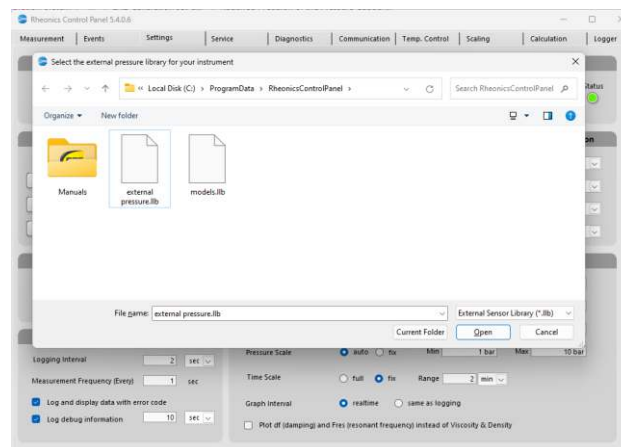 Rheonics Control Panel 5.4.0.6
Measurement Events Settings Service Diagnostics Communication Temp. Control Scaling Calculation Logger
Select the external pressure library for your instrument
« Local Disk (C:) > ProgramData > RheonicsControlPanel >
Search RheonicsControlPanel
Status
Organize New folder
on
Manuals
external pressure.llb
models.llb
File name: external pressure.llb
External Sensor Library (*.llb)
Current Folder Open Cancel
Pressure Scale auto fix Min 1 bar Max 10 bar
Logging Interval 2 sec
Measurement Frequency (Every) 1 sec
Time Scale full fix Range 2 min
Log and display data with error code
Graph Interval realtime same as logging
Log debug information 10 sec
Plot df (damping) and Fres (resonant frequency) instead of Viscosity & Density